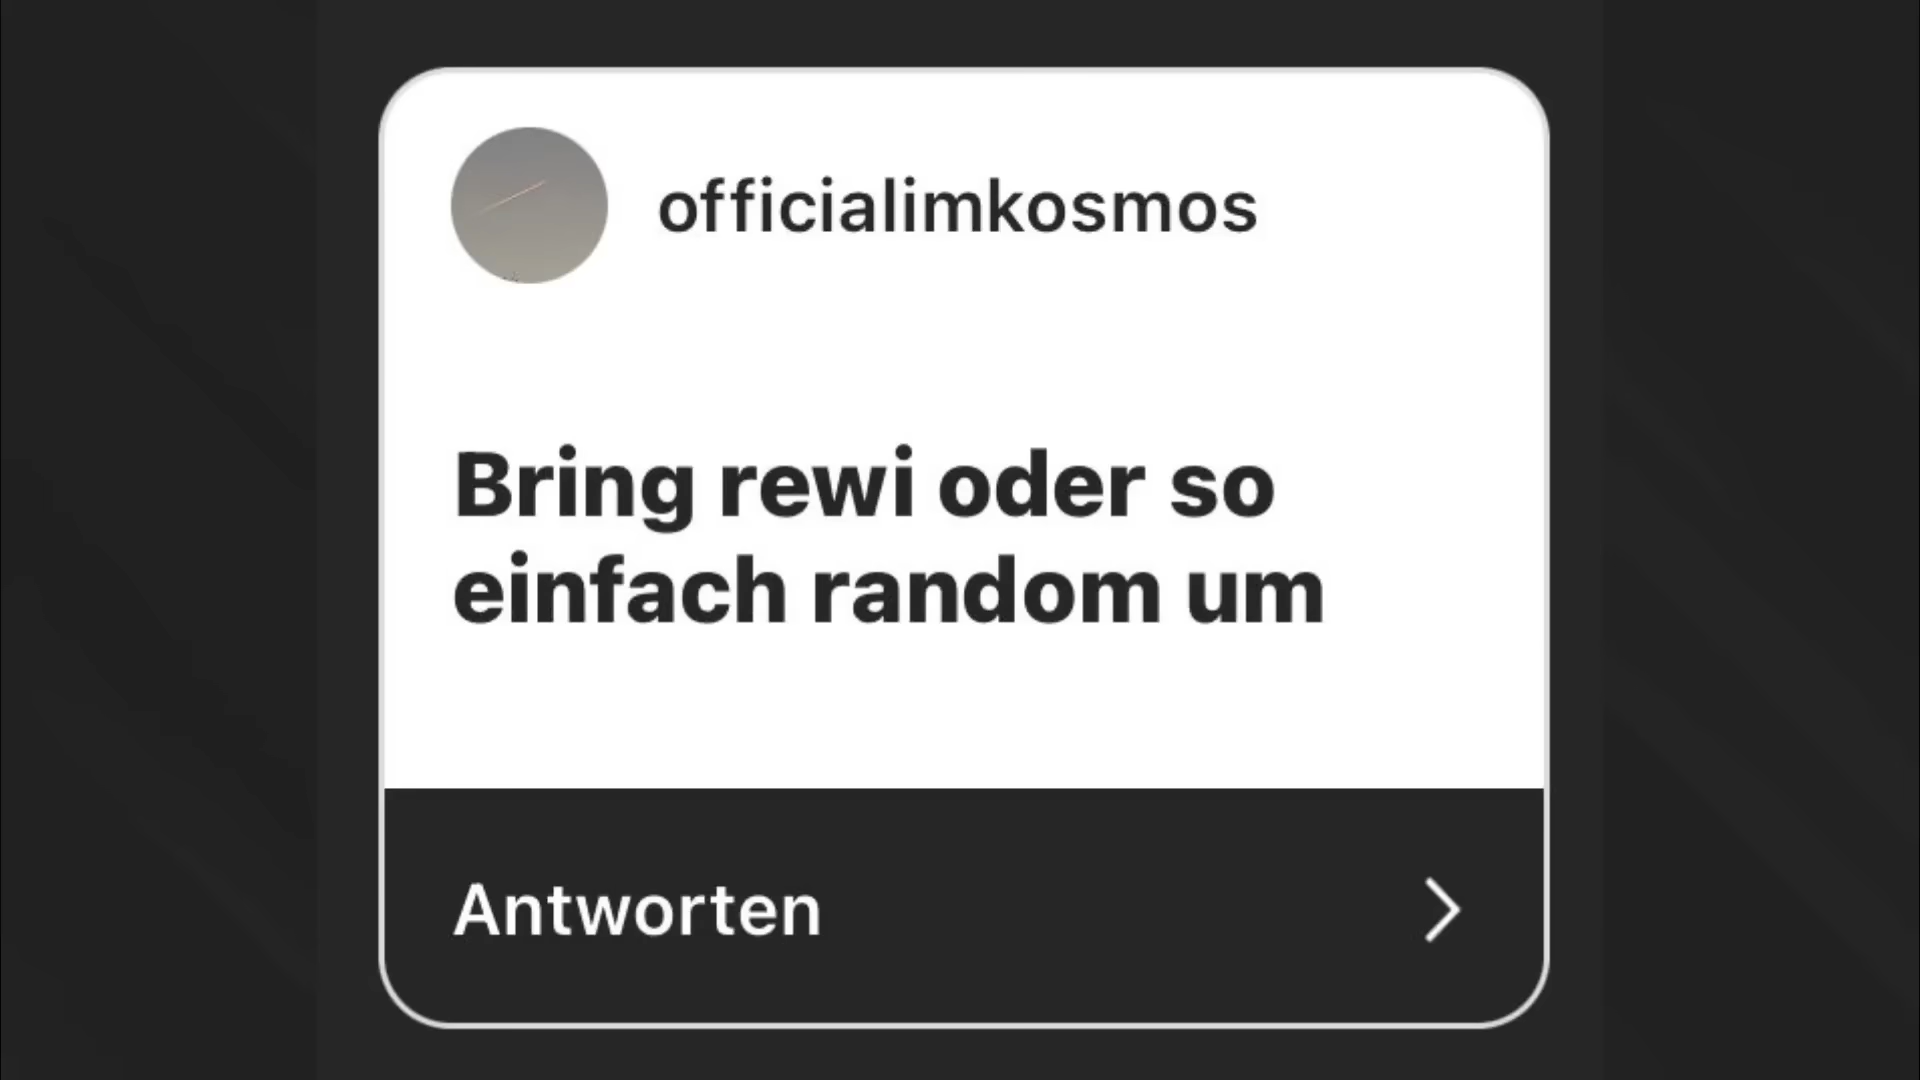 officialimkosmos
Bring rewi oder so
einfach random um
Antworten